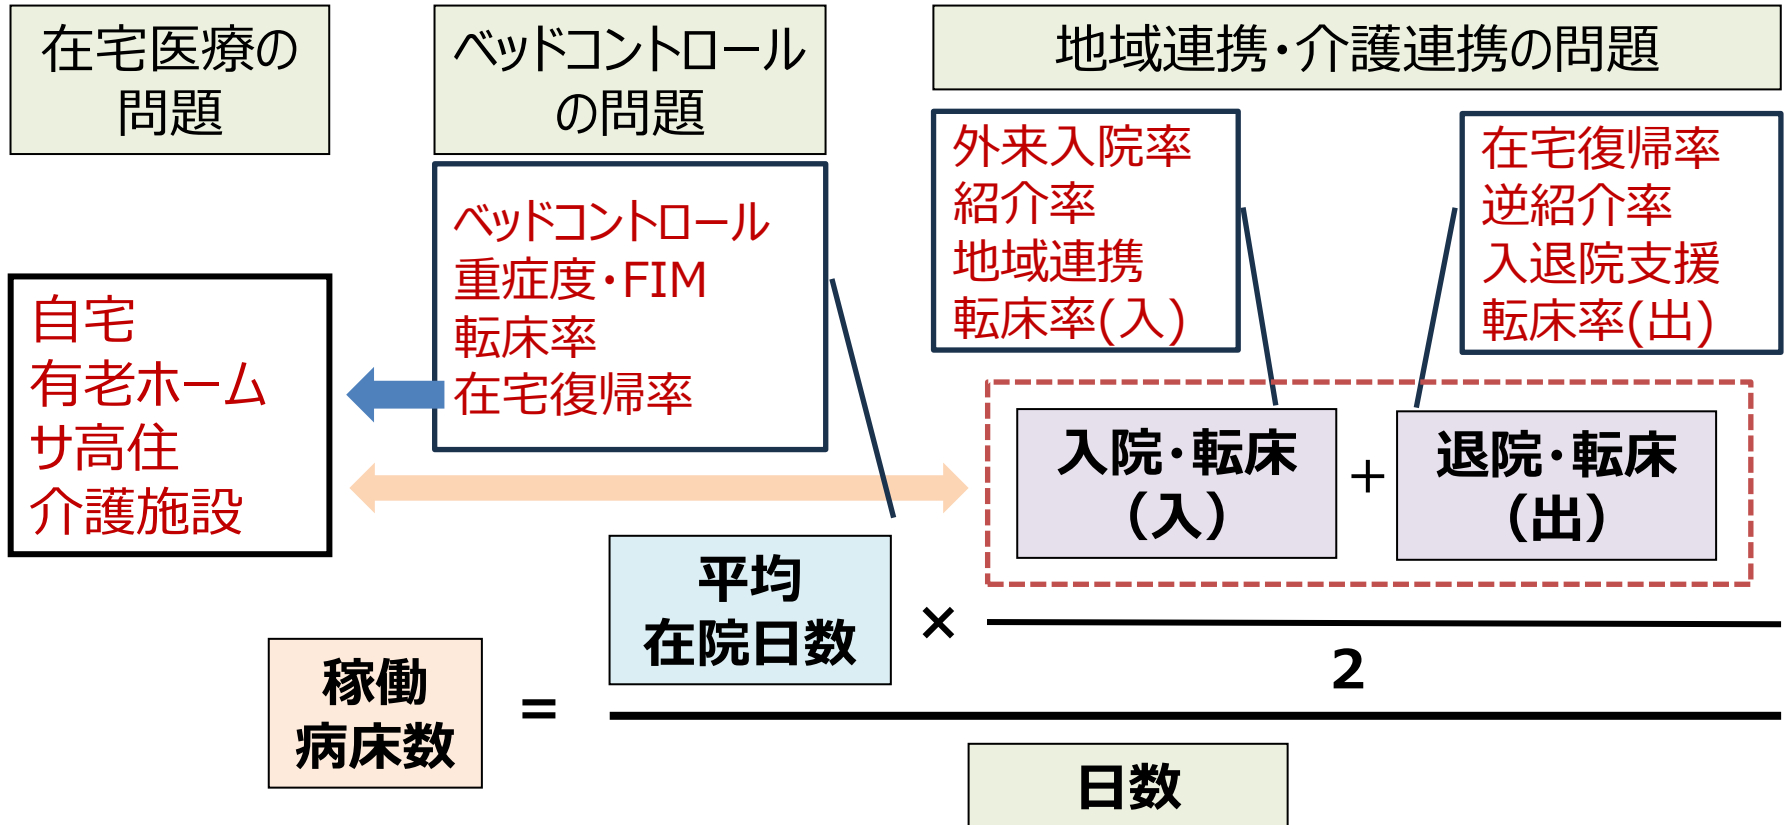 在宅医療の
問題
ベッドコントロール
の問題
地域連携・介護連携の問題
自宅
有老ホーム
サ高住
介護施設
ベッドコントロール
重症度・FIM
転床率
在宅復帰率
外来入院率
紹介率
地域連携
転床率(入)
在宅復帰率
逆紹介率
入退院支援
転床率(出)
入院・転床
(入)
+
退院・転床
(出)
平均
在院日数
×
2
稼働
病床数
=
日数